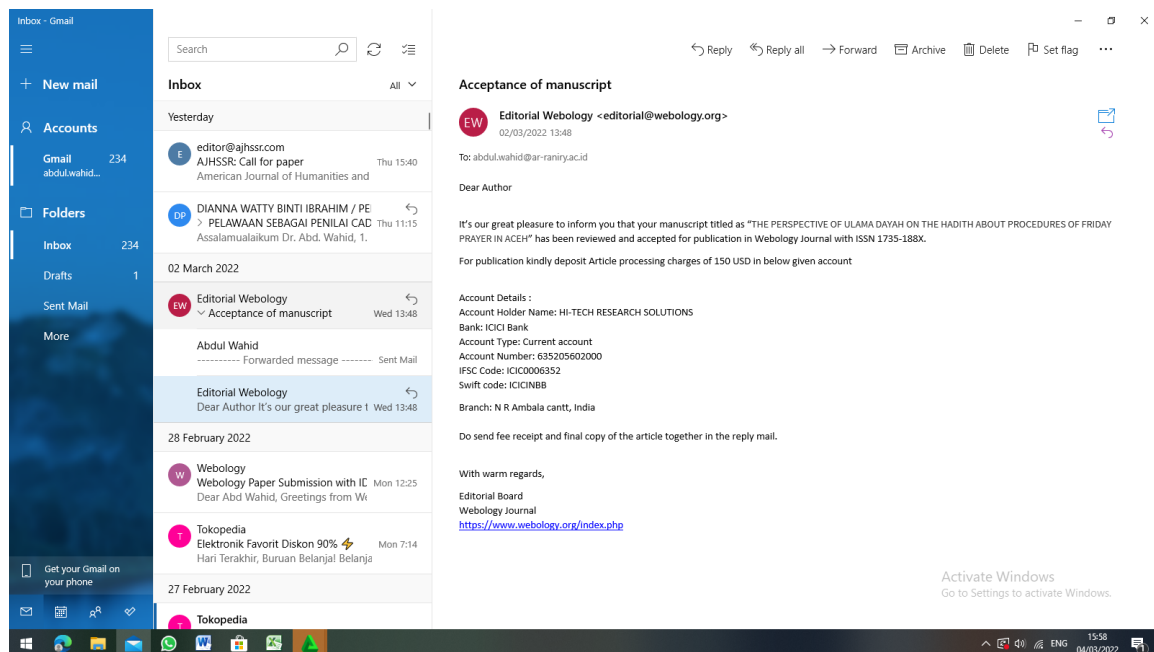 Inbox - Gmail
New mail
Accounts
Gmail 234
abdul.wahid...
Folders
Inbox 234
Drafts 1
Sent Mail
More
Get your Gmail on
your phone
Search
Inbox All
Yesterday
E
editor@ajhssr.com
AJHSSR: Call for paper Thu 15:40
American Journal of Humanities and
DP
DIANNA WATTY BINTI IBRAHIM / PE
PELAWAAN SEBAGAI PENILAI CAD Thu 11:15
Assalamualaikum Dr. Abd. Wahid, 1.
02 March 2022
EW
Editorial Webology
Acceptance of manuscript Wed 13:48
Abdul Wahid
---------- Forwarded message ------- Sent Mail
Editorial Webology
Dear Author It's our great pleasure t Wed 13:48
28 February 2022
W
Webology
Webology Paper Submission with ID Mon 12:25
Dear Abd Wahid, Greetings from We
T
Tokopedia
Elektronik Favorit Diskon 90% ⚡ Mon 7:14
Hari Terakhir, Buruan Belanja! Belanja
27 February 2022
T
Tokopedia
Reply Reply all Forward Archive Delete Set flag ...
Acceptance of manuscript
EW
Editorial Webology <editorial@webology.org>
02/03/2022 13:48
To: abdul.wahid@ar-raniry.ac.id
Dear Author
It's our great pleasure to inform you that your manuscript titled as "THE PERSPECTIVE OF ULAMA DAYAH ON THE HADITH ABOUT PROCEDURES OF FRIDAY
PRAYER IN ACEH" has been reviewed and accepted for publication in Webology Journal with ISSN 1735-188X.
For publication kindly deposit Article processing charges of 150 USD in below given account
Account Details :
Account Holder Name: HI-TECH RESEARCH SOLUTIONS
Bank: ICICI Bank
Account Type: Current account
Account Number: 635205602000
IFSC Code: ICIC0006352
Swift code: ICICINBB
Branch: N R Ambala cantt, India
Do send fee receipt and final copy of the article together in the reply mail.
With warm regards,
Editorial Board
Webology Journal
https://www.webology.org/index.php
Activate Windows
Go to Settings to activate Windows.
ENG
15:58
04/03/2022